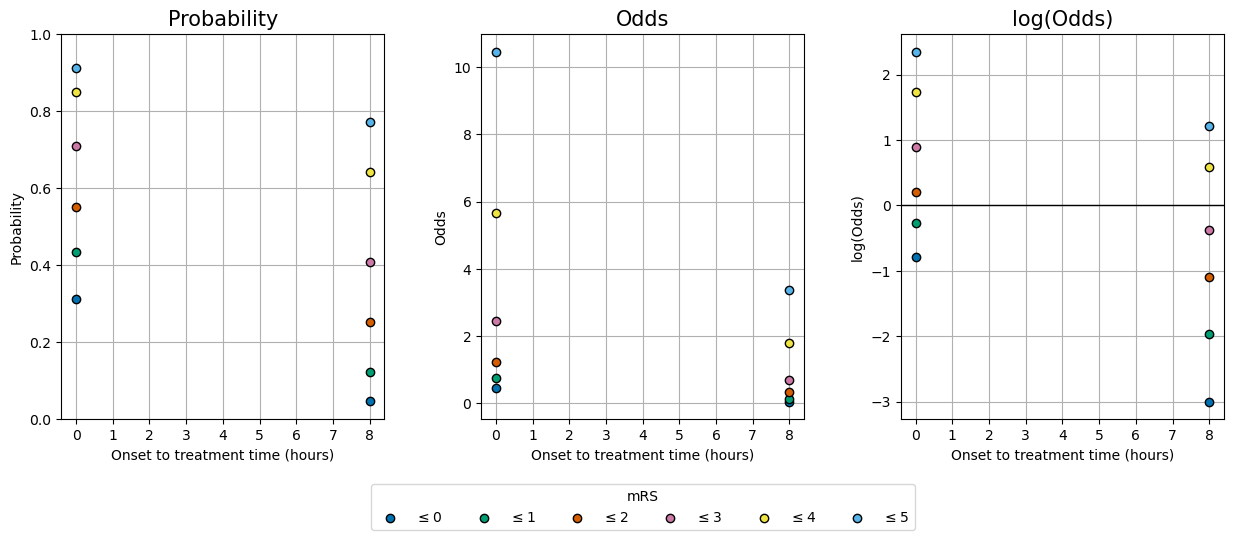 Probability Odds log(Odds)
1.0
0.8
0.6
0.4
0.2
0.0
Probability
0 1 2 3 4 5 6 7 8
Onset to treatment time (hours)
10
8
6
4
2
0
Odds
0 1 2 3 4 5 6 7 8
Onset to treatment time (hours)
2
1
0
−1
−2
−3
log(Odds)
0 1 2 3 4 5 6 7 8
Onset to treatment time (hours)
mRS
≤ 0 ≤ 1 ≤ 2 ≤ 3 ≤ 4 ≤ 5